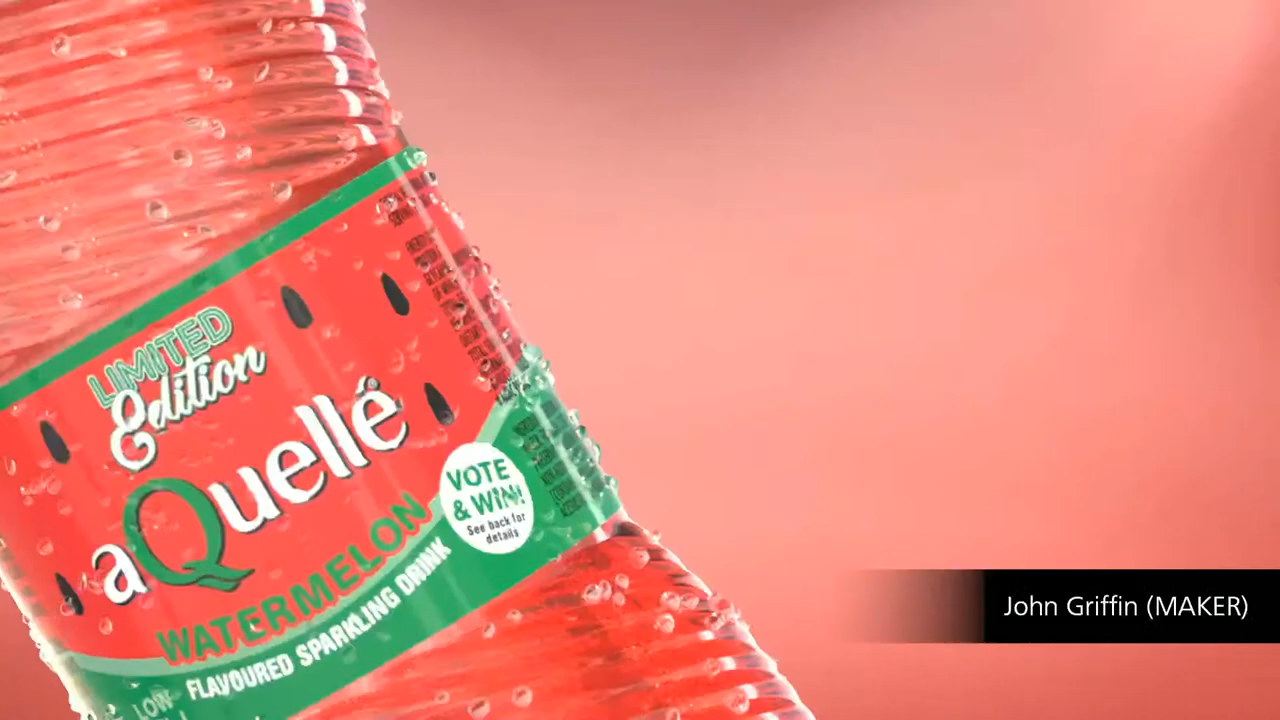 LIMITED
Edition
aQuellé®
WATERMELON
FLAVOURED SPARKLING DRINK
LOW
VOTE
& WIN!
See back for
details
John Griffin (MAKER)